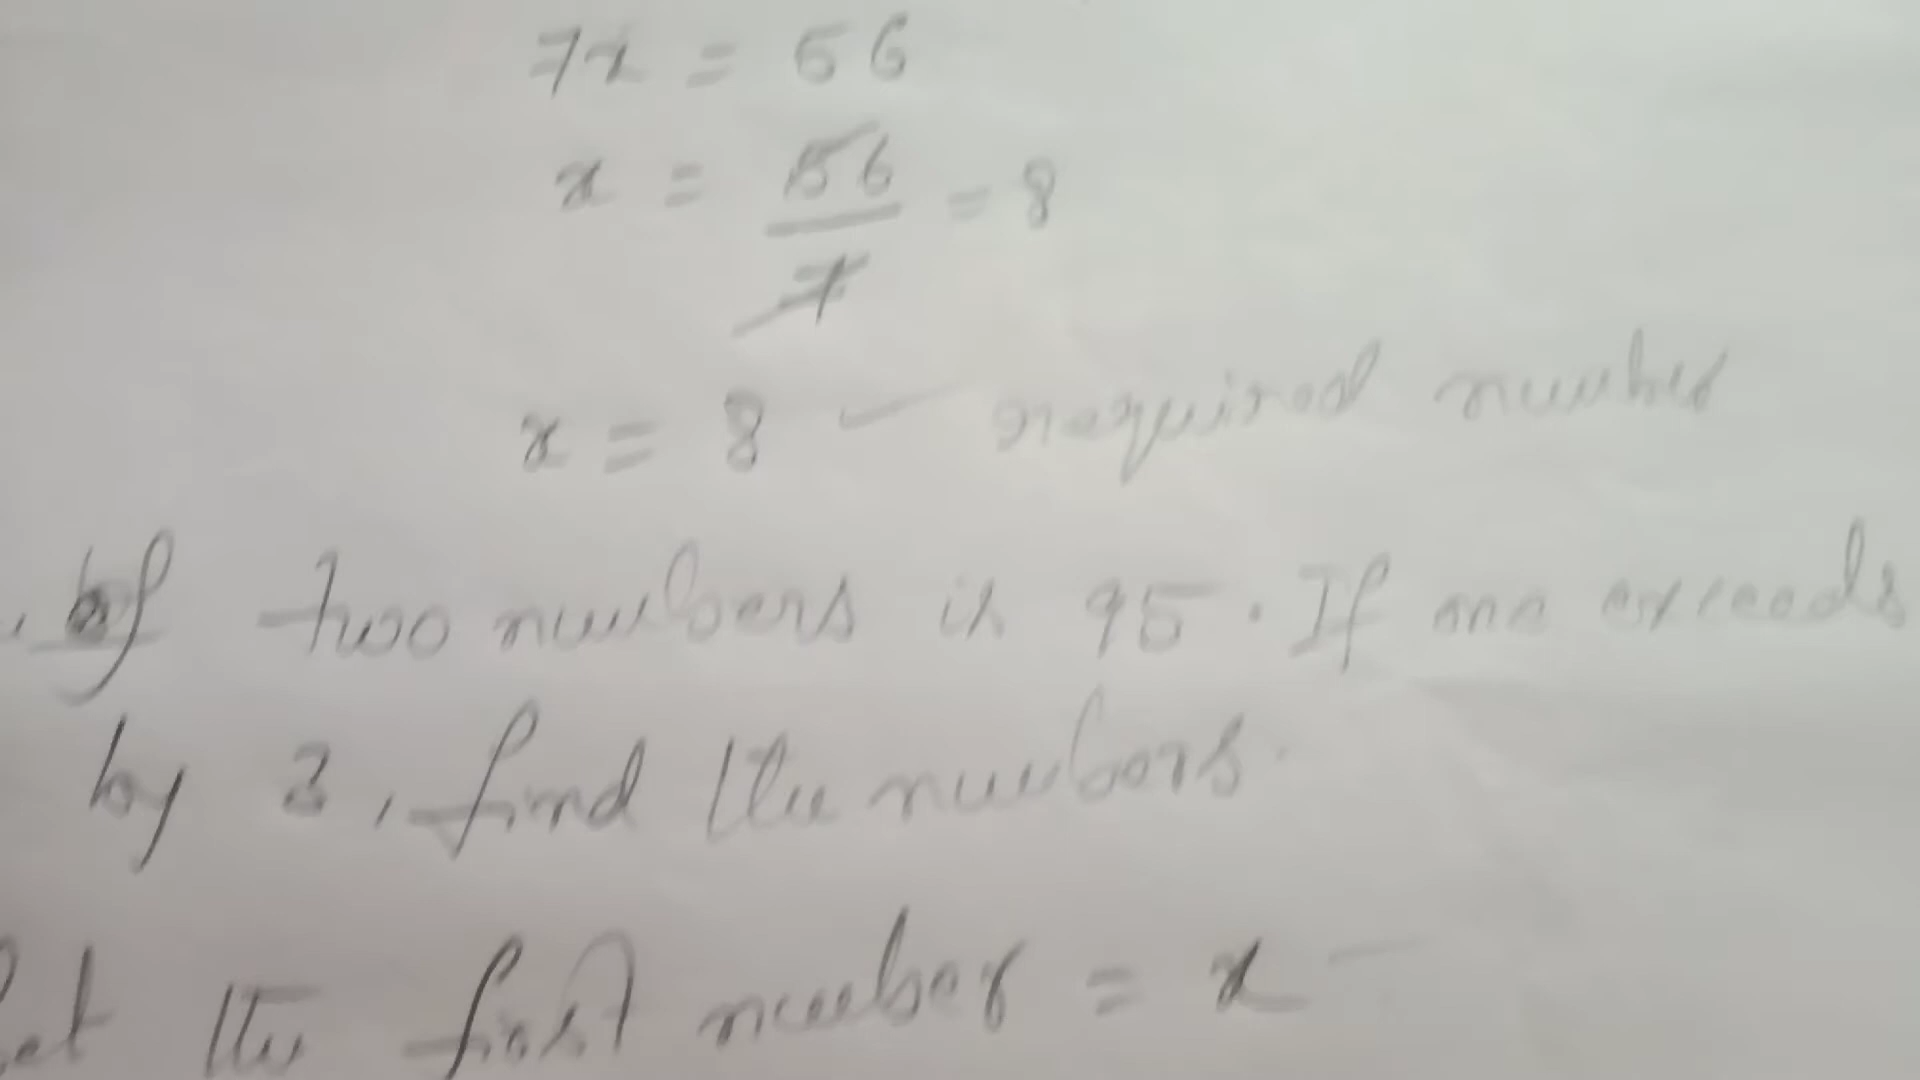 7x = 56
x = 56/7 = 8
x = 8 required number
of two numbers is 95. If one exceeds
by 3, find the numbers.
Let the first number = x